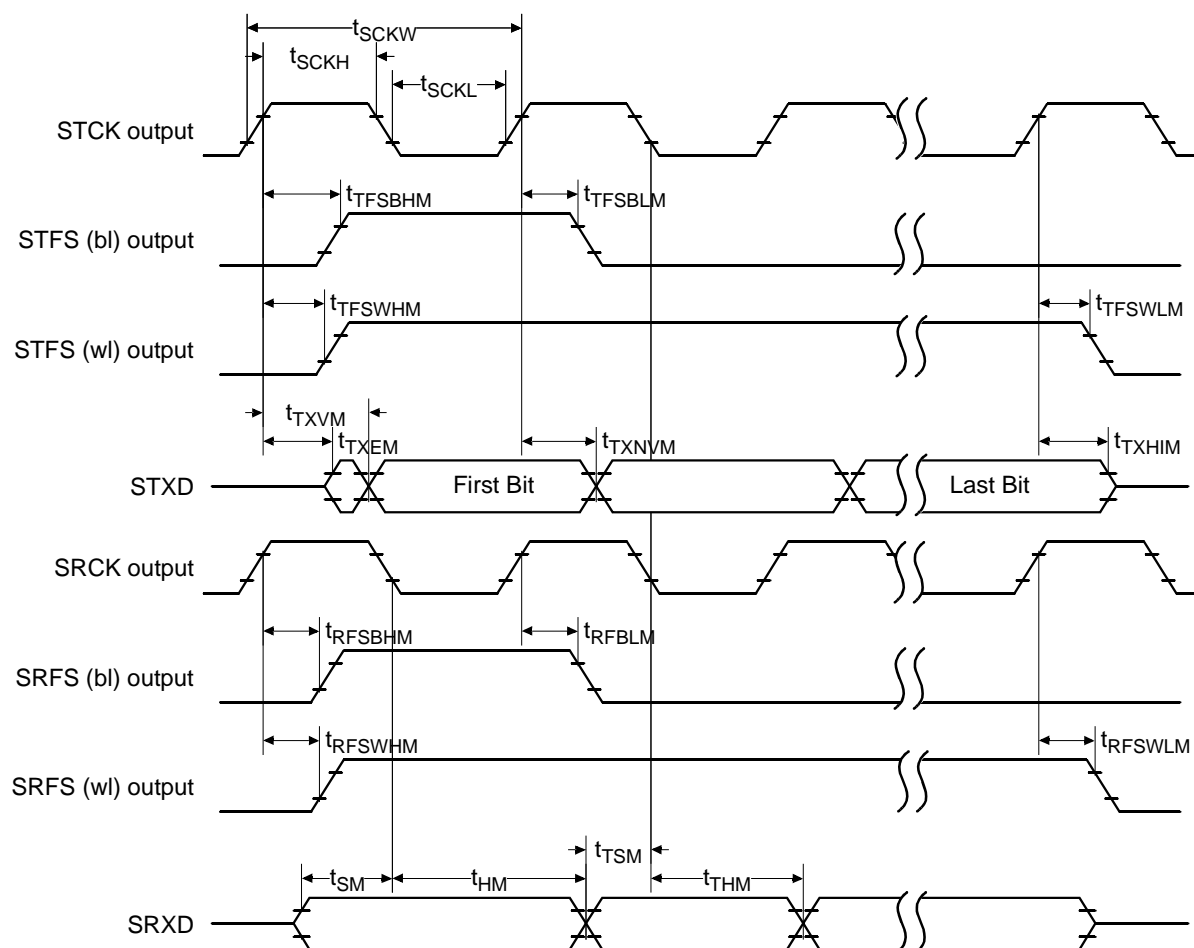 tSCKW
tSCKH
tSCKL
STCK output
tTFSBHM
tTFSBLM
STFS (bl) output
tTFSWHM
tTFSWLM
STFS (wl) output
tTXVM
tTXEM
tTXNVM
tTXHIM
STXD
First Bit
Last Bit
SRCK output
tRFSBHM
tRFBLM
SRFS (bl) output
tRFSWHM
tRFSWLM
SRFS (wl) output
tTSM
tSM
tHM
tTHM
SRXD